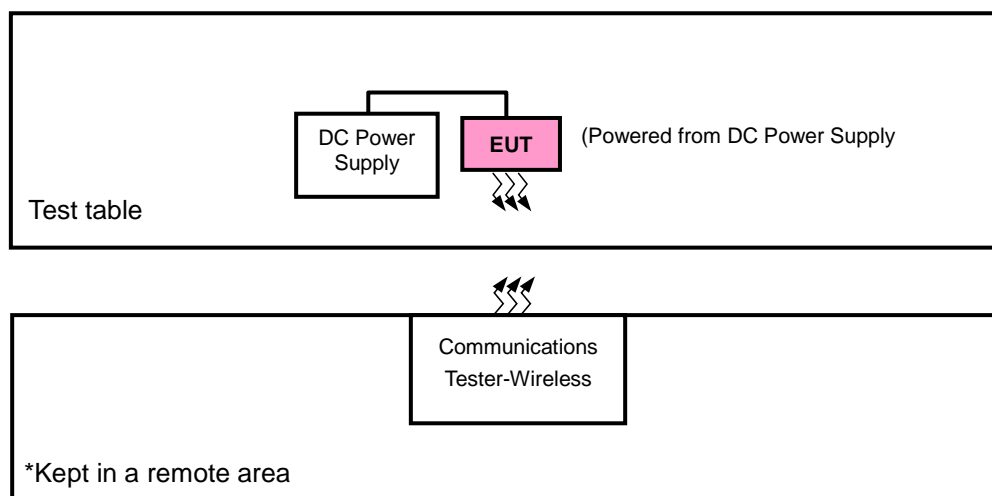 DC Power
Supply
EUT
(Powered from DC Power Supply
Test table
Communications
Tester-Wireless
*Kept in a remote area